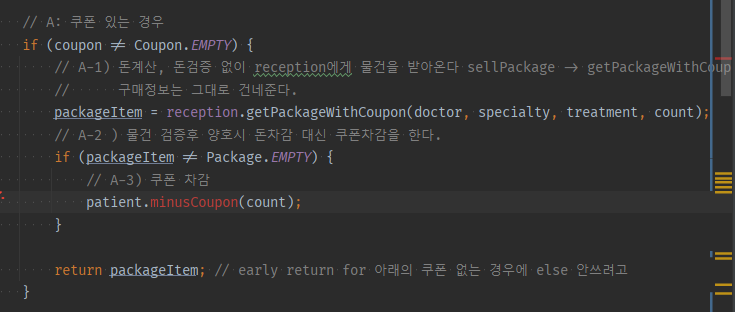 // A: 쿠폰 있는 경우
if (coupon ≠ Coupon.EMPTY) {
// A-1) 돈계산, 돈검증 없이 reception에게 물건을 받아온다 sellPackage → getPackageWithCoup
// 구매정보는 그대로 건네준다.
packageItem = reception.getPackageWithCoupon(doctor, specialty, treatment, count);
// A-2 ) 물건 검증후 양호시 돈차감 대신 쿠폰차감을 한다.
if (packageItem ≠ Package.EMPTY) {
// A-3) 쿠폰 차감
patient.minusCoupon(count);
}
return packageItem; // early return for 아래의 쿠폰 없는 경우에 else 안쓰려고
}